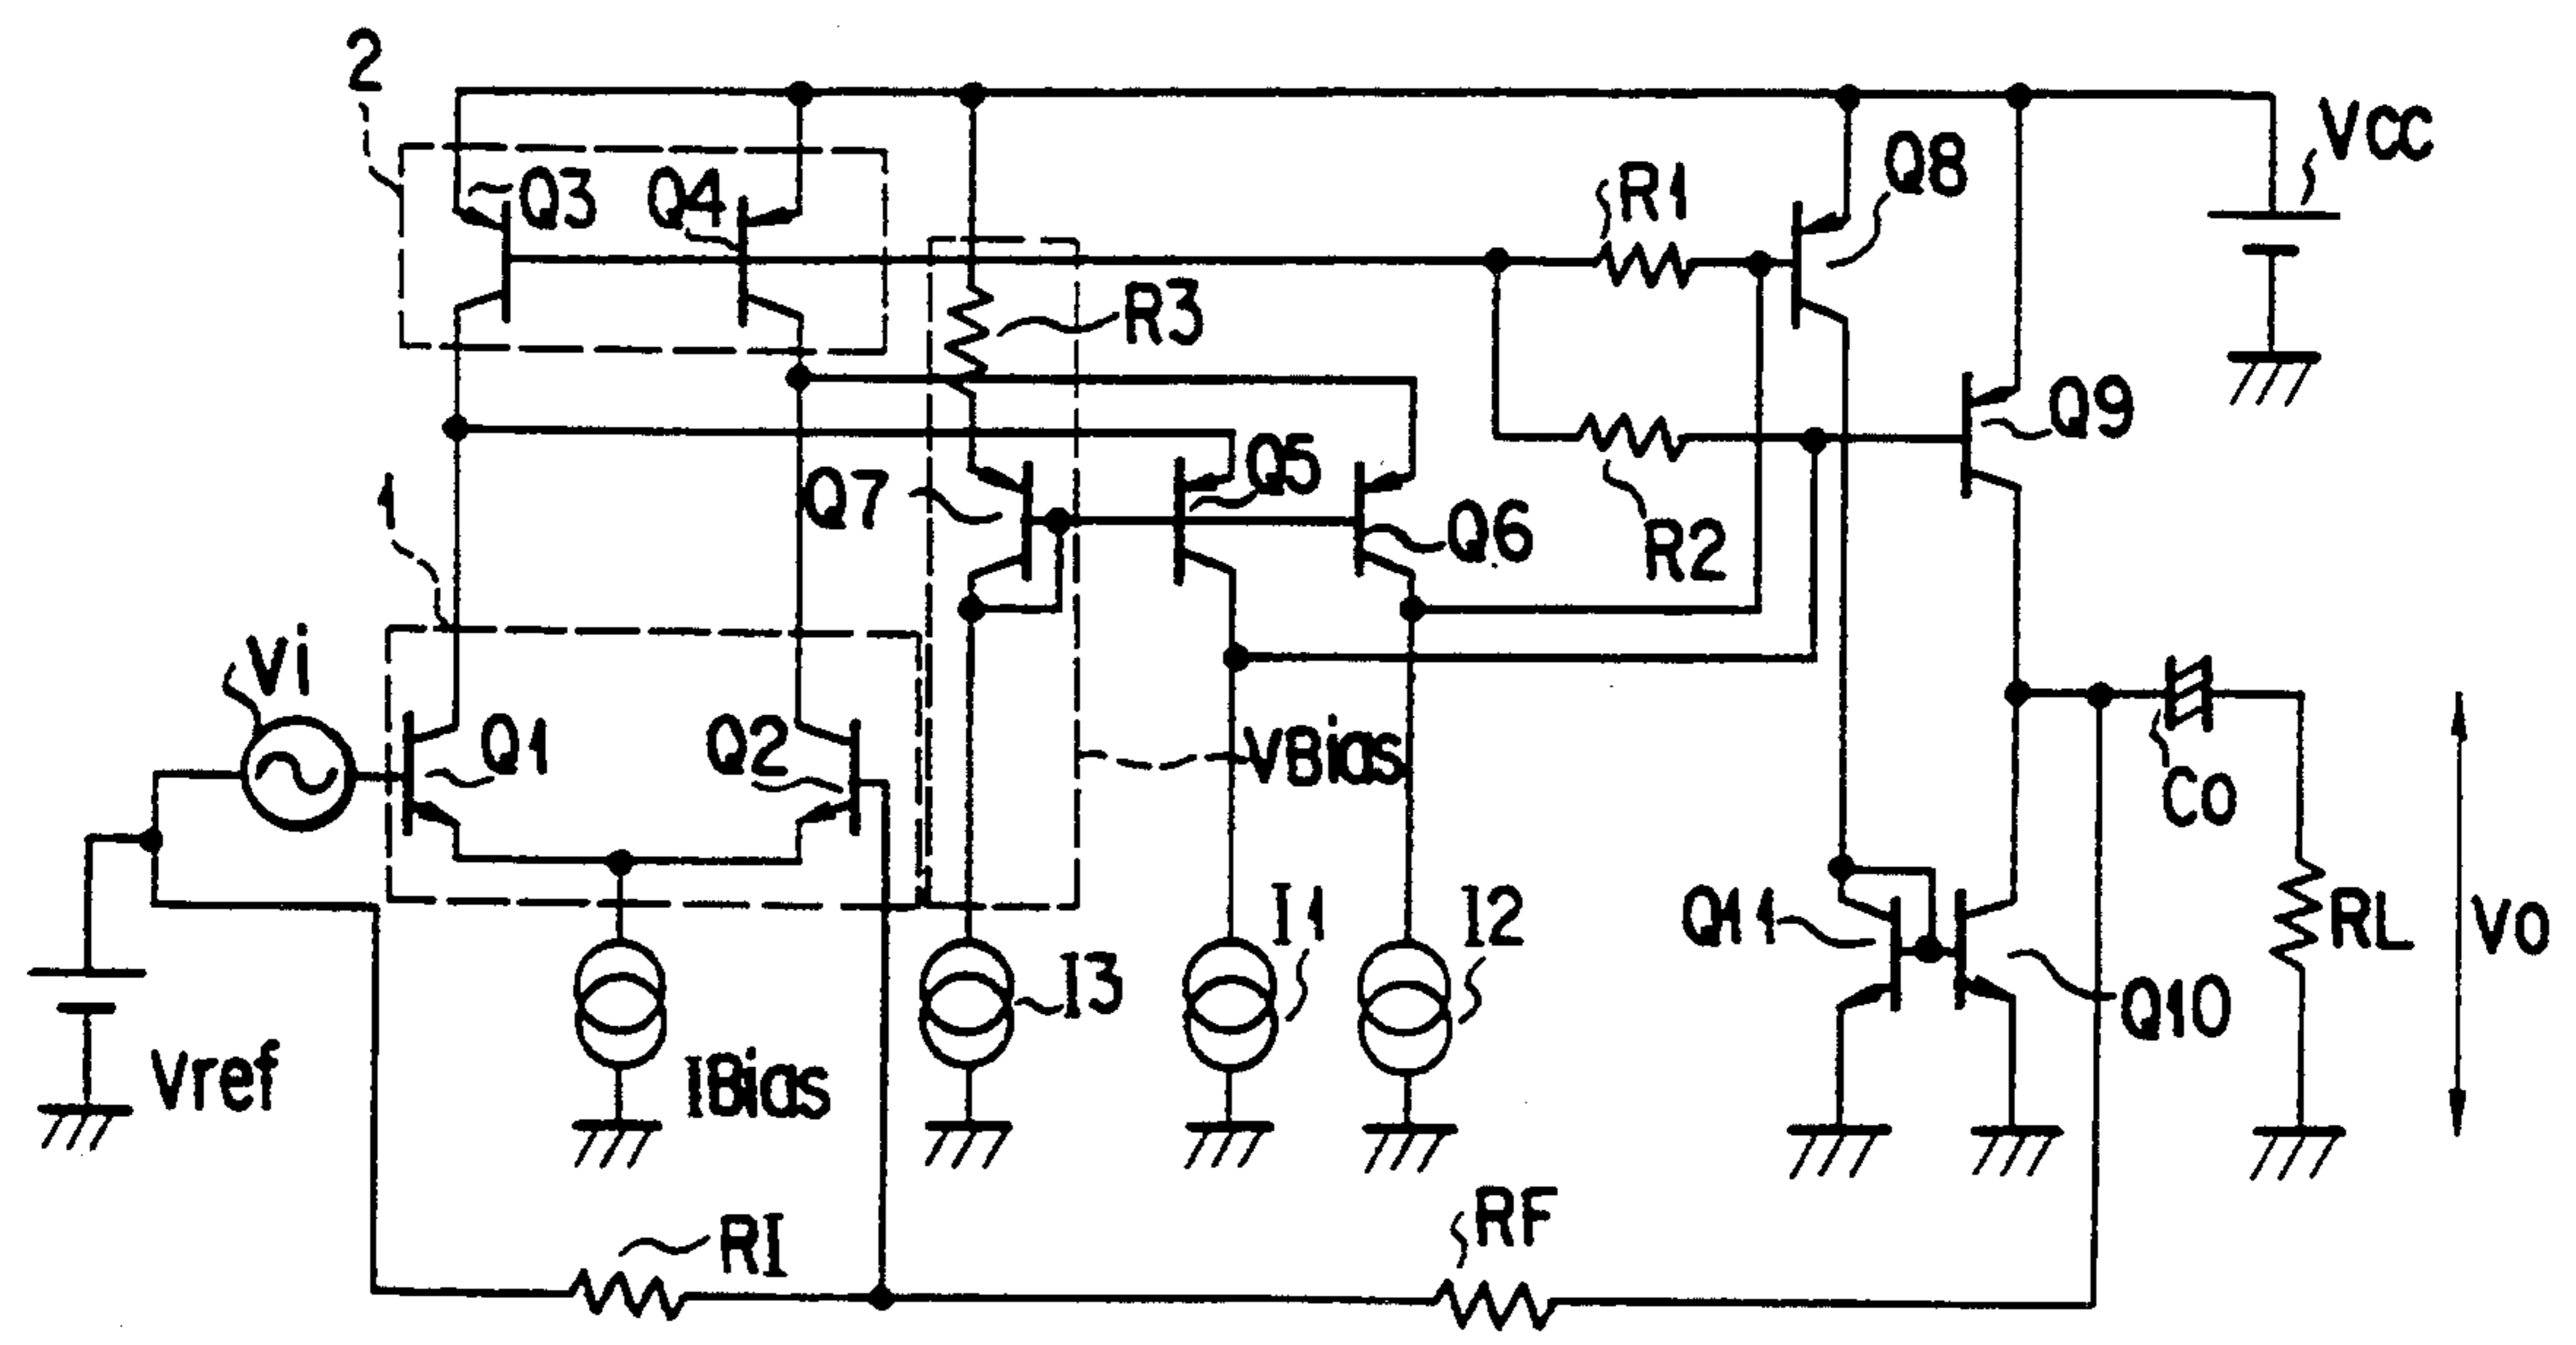 2
VCC
Q3
Q4
R1
Q8
R3
Q9
Q7
Q5
Q6
R2
1
Vi
Q1
Q2
VBias
Co
I1
I2
Q11
RL
Vo
I3
Q10
Vref
IBias
RI
RF